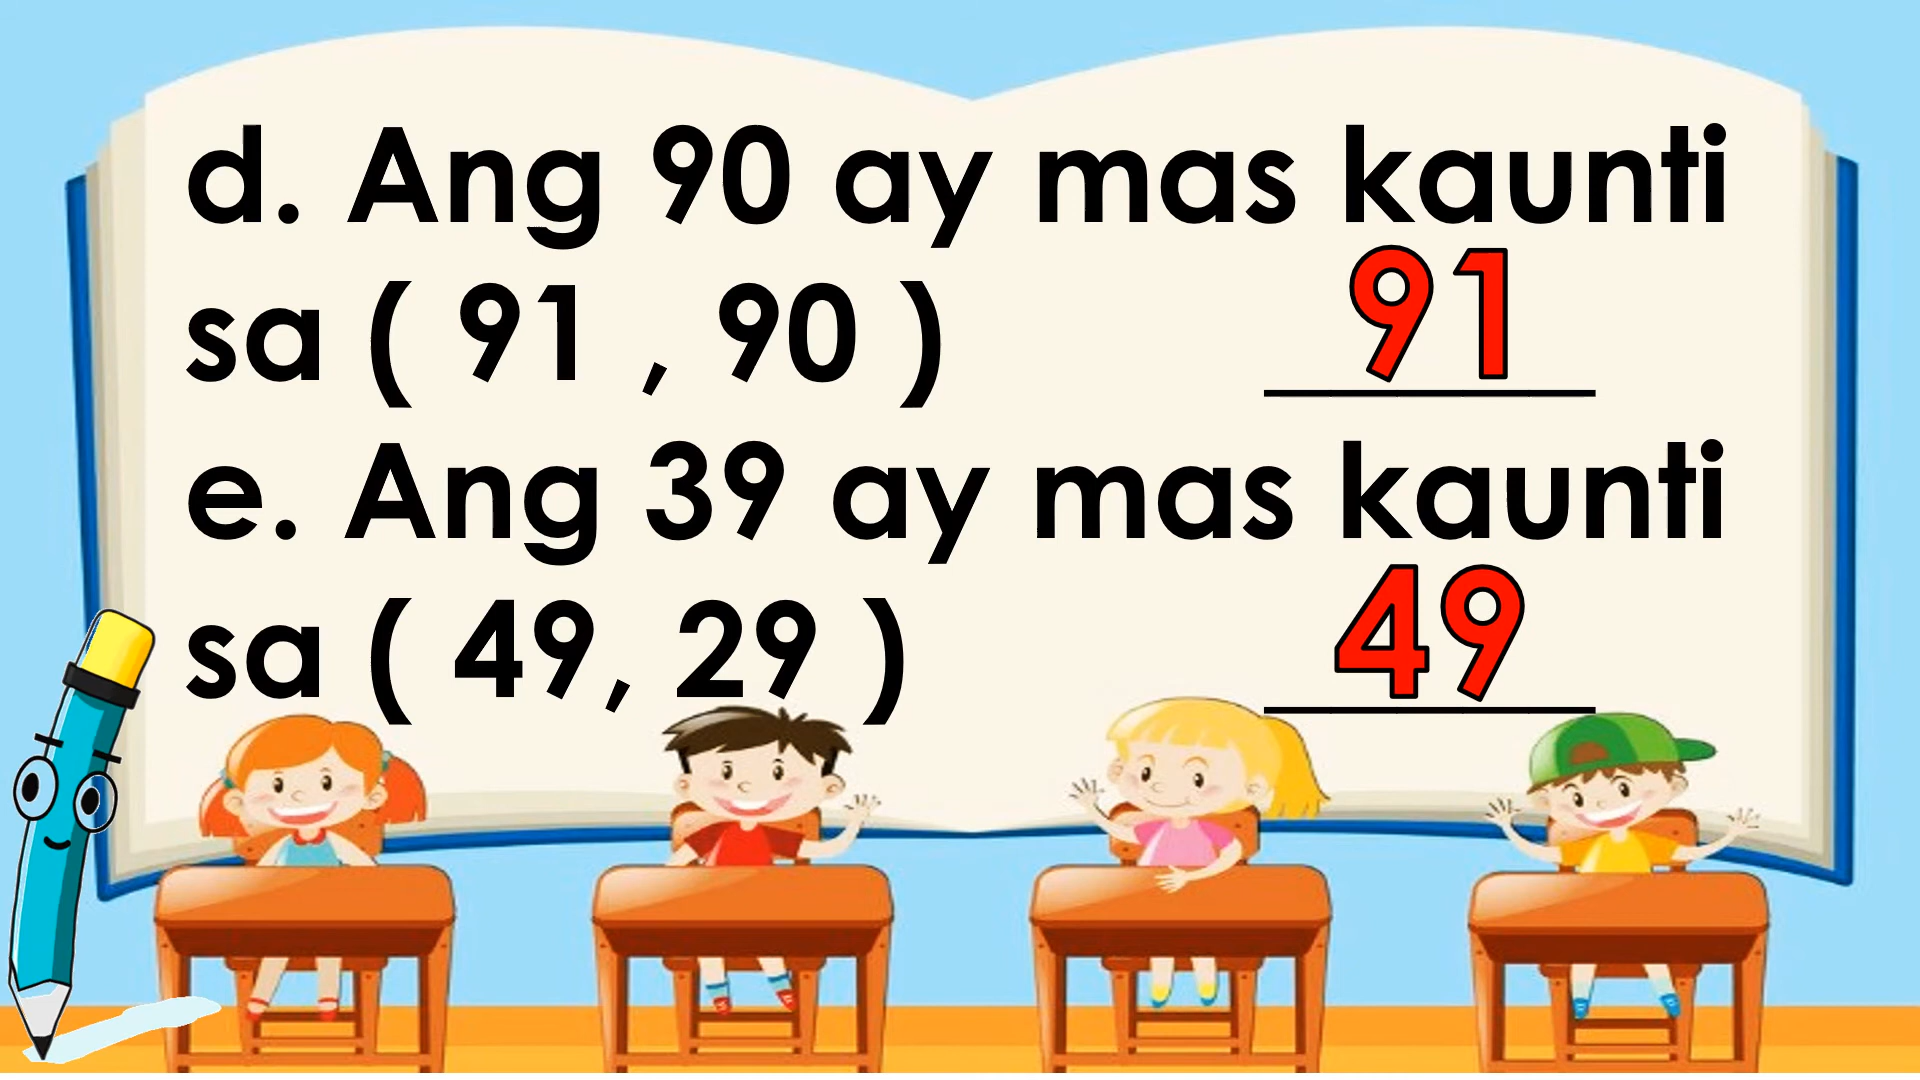 d. Ang 90 ay mas kaunti
sa ( 91 , 90 ) 91
e. Ang 39 ay mas kaunti
sa ( 49, 29 ) 49